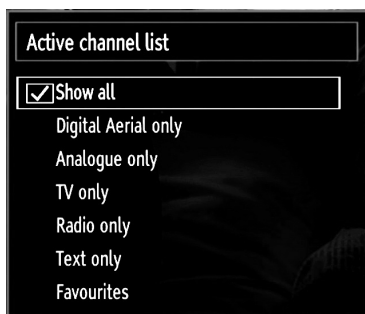 Active channel list
Show all
Digital Aerial only
Analogue only
TV only
Radio only
Text only
Favourites